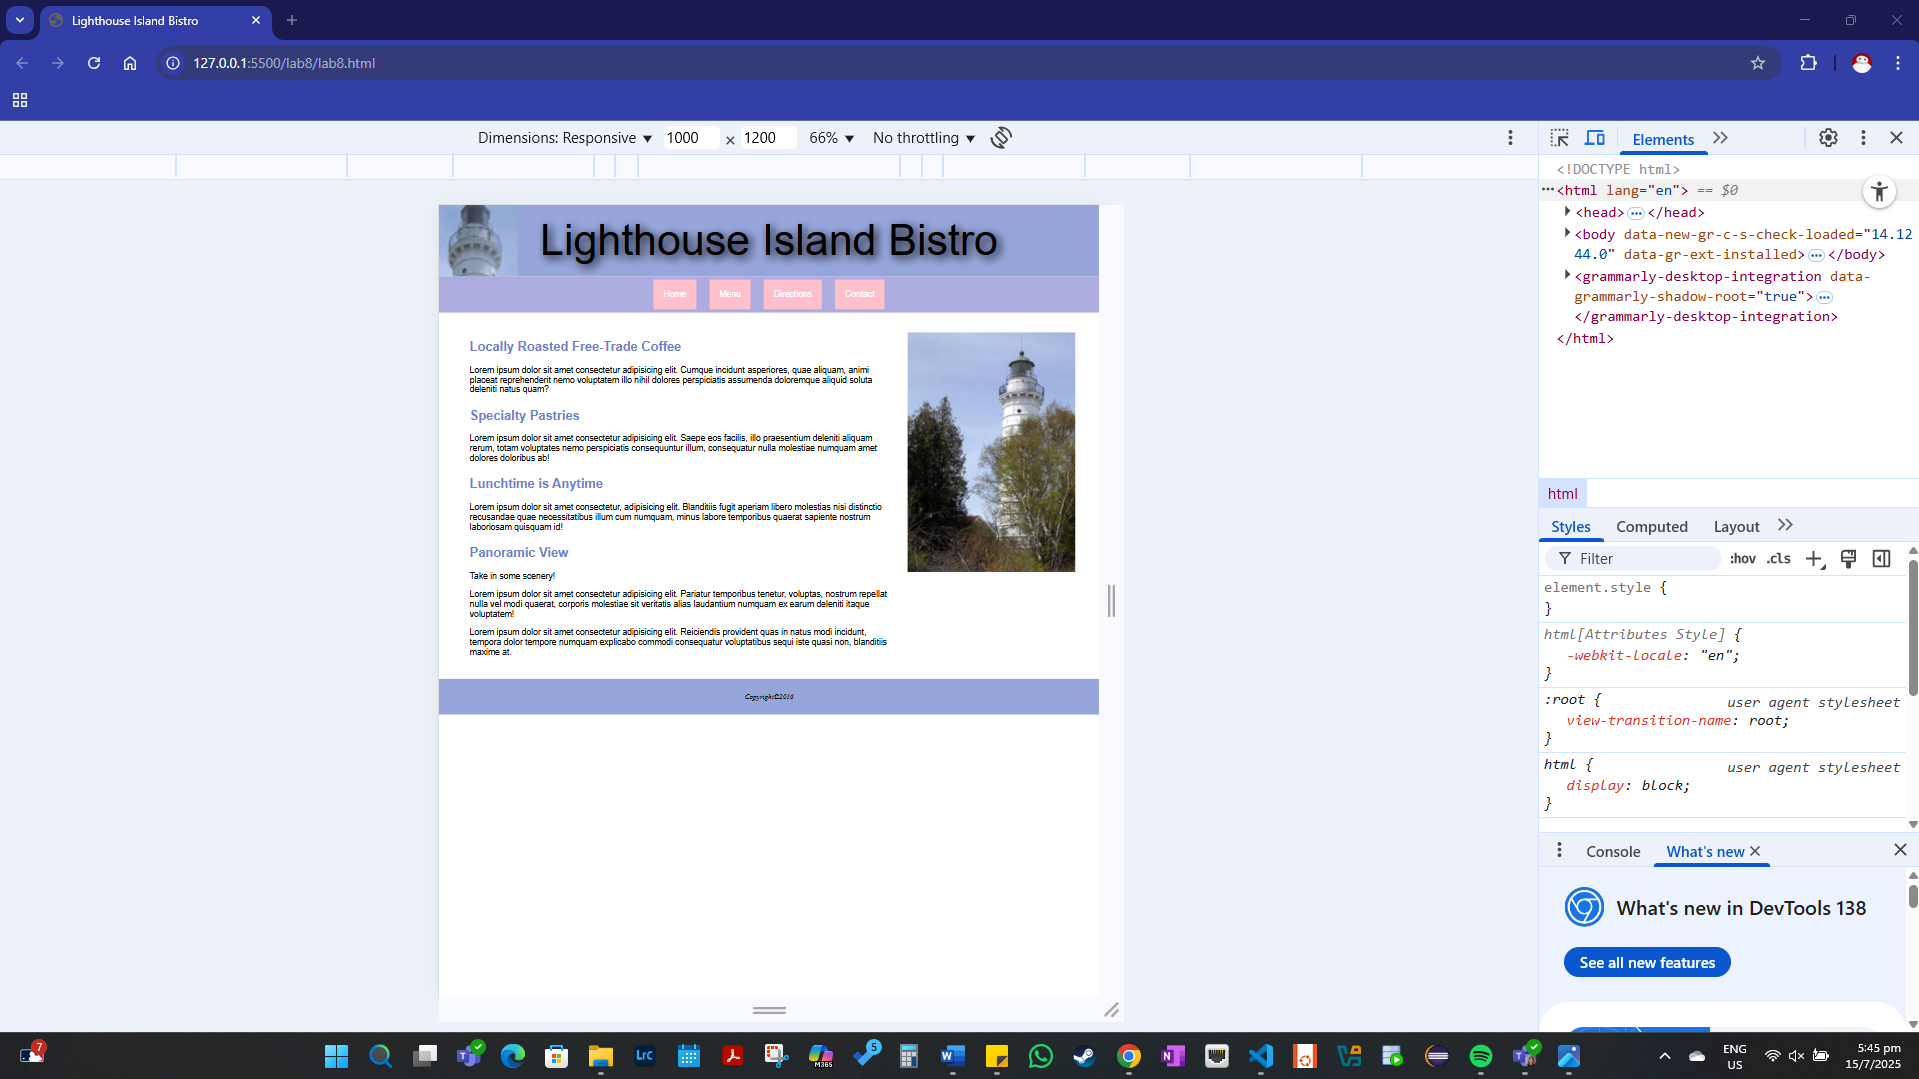 Lighthouse Island Bistro
127.0.0.1:5500/lab8/lab8.html
Dimensions: Responsive 1000 × 1200 66% No throttling
Elements
<!DOCTYPE html>
<html lang="en"> == $0
<head> </head>
<body data-new-gr-c-s-check-loaded="14.12
44.0" data-gr-ext-installed> </body>
<grammarly-desktop-integration data-
grammarly-shadow-root="true">
</grammarly-desktop-integration>
</html>
Lighthouse Island Bistro
Home Menu Directions Contact
Locally Roasted Free-Trade Coffee
Lorem ipsum dolor sit amet consectetur adipisicing elit. Cumque incidunt asperiores, quae aliquam, animi
placeat reprehenderit nemo voluptatem illo nihil dolores perspiciatis assumenda doloremque aliquid soluta
deleniti natus quam?
Specialty Pastries
Lorem ipsum dolor sit amet consectetur adipisicing elit. Saepe eos facilis, illo praesentium deleniti aliquam
rerum, totam voluptates nemo perspiciatis consequuntur illum, consequatur nulla molestiae numquam amet
dolores doloribus ab!
Lunchtime is Anytime
Lorem ipsum dolor sit amet consectetur, adipisicing elit. Blanditiis fugit aperiam libero molestias nisi distinctio
recusandae quae necessitatibus illum cum numquam, minus labore temporibus quaerat sapiente nostrum
laboriosam quisquam id!
Panoramic View
Take in some scenery!
Lorem ipsum dolor sit amet consectetur adipisicing elit. Pariatur temporibus tenetur, voluptas, nostrum repellat
nulla vel modi quaerat, corporis molestiae sit veritatis alias laudantium numquam ex earum deleniti itaque
voluptatem!
Lorem ipsum dolor sit amet consectetur adipisicing elit. Reiciendis provident quas in natus modi incidunt,
tempora dolor tempore numquam explicabo commodi consequatur voluptatibus sequi iste quasi non, blanditiis
maxime at.
Copyright©2016
html
Styles Computed Layout
Filter :hov .cls
element.style {
}
html[Attributes Style] {
-webkit-locale: "en";
}
:root { user agent stylesheet
view-transition-name: root;
}
html { user agent stylesheet
display: block;
}
Console What's new
What's new in DevTools 138
See all new features
7
Lrc
M365
5
ENG
US
5:45 pm
15/7/2025